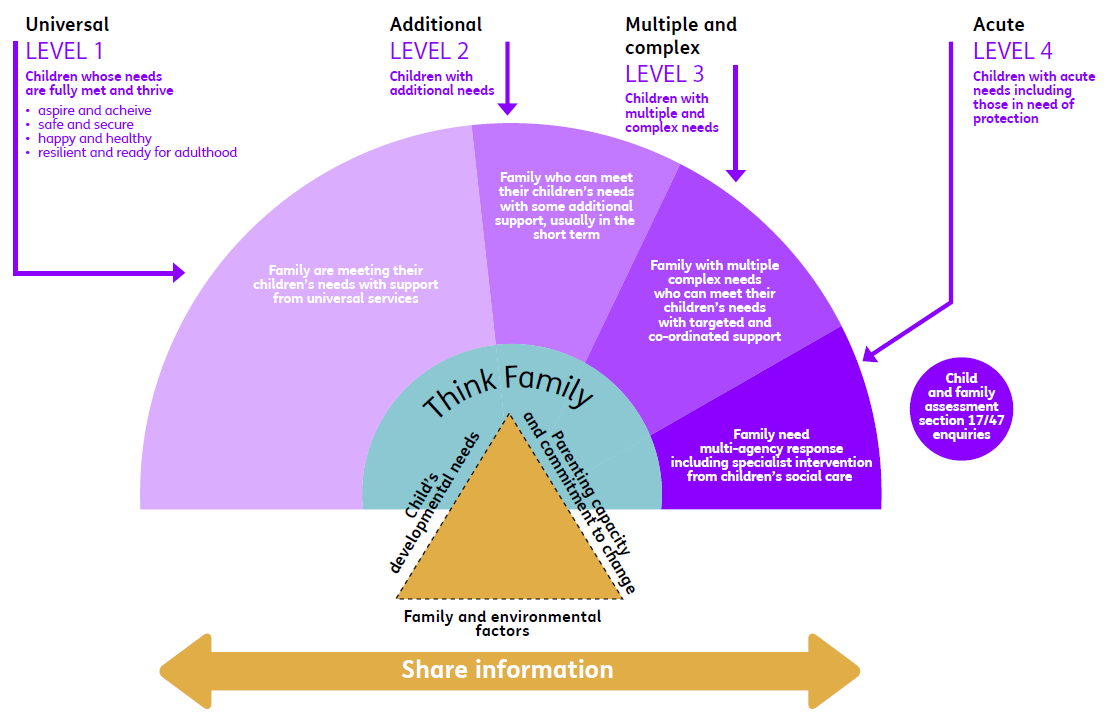 Universal
LEVEL 1
Children whose needs
are fully met and thrive
• aspire and acheive
• safe and secure
• happy and healthy
• resilient and ready for adulthood
Additional
LEVEL 2
Children with
additional needs
Multiple and
complex
LEVEL 3
Children with
multiple and
complex needs
Acute
LEVEL 4
Children with acute
needs including
those in need of
protection
Family are meeting their
children's needs with support
from universal services
Family who can meet
their children's needs
with some additional
support, usually in the
short term
Family with multiple
complex needs
who can meet their
children's needs
with targeted and
co-ordinated support
Family need
multi-agency response
including specialist intervention
from children's social care
Child
and family
assessment
section 17/47
enquiries
Think Family
Child's
developmental needs
Parenting capacity
and commitment to change
Family and environmental
factors
Share information